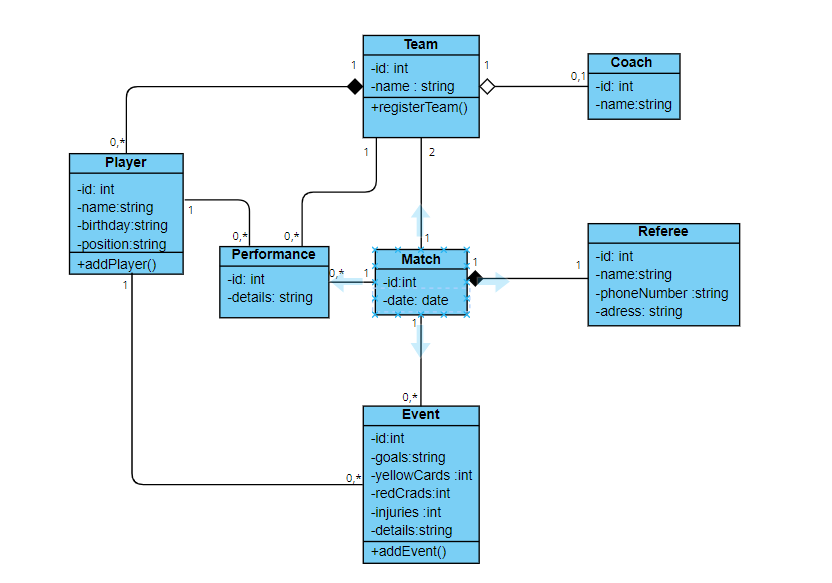 Team
-id: int
-name : string
+registerTeam()
1
1
0,1
Coach
-id: int
-name:string
0,*
1
2
Player
-id: int
-name:string
-birthday:string
-position:string
+addPlayer()
1
1
0,*
0,*
Performance
-id: int
-details: string
0,*
1
1
Match
-id:int
-date: date
1
1
1
Referee
-id: int
-name:string
-phoneNumber :string
-adress: string
0,*
0,*
Event
-id:int
-goals:string
-yellowCards :int
-redCrads:int
-injuries :int
-details:string
+addEvent()